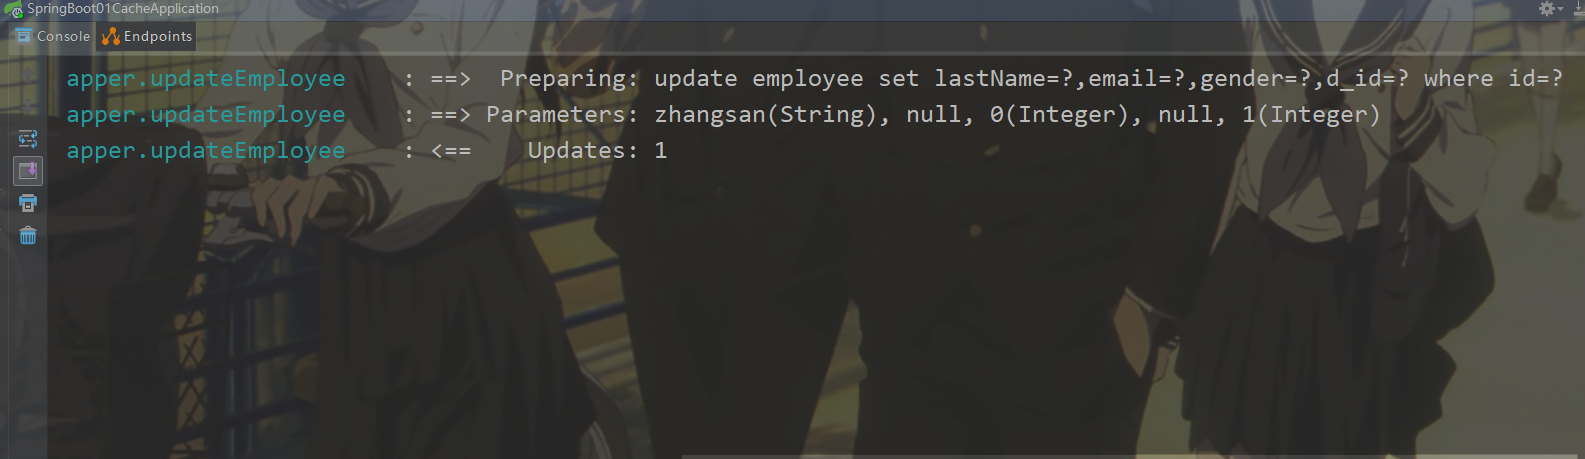 SpringBoot01CacheApplication
Console Endpoints
apper.updateEmployee : ==>  Preparing: update employee set lastName=?,email=?,gender=?,d_id=? where id=?
apper.updateEmployee : ==> Parameters: zhangsan(String), null, 0(Integer), null, 1(Integer)
apper.updateEmployee : <==    Updates: 1